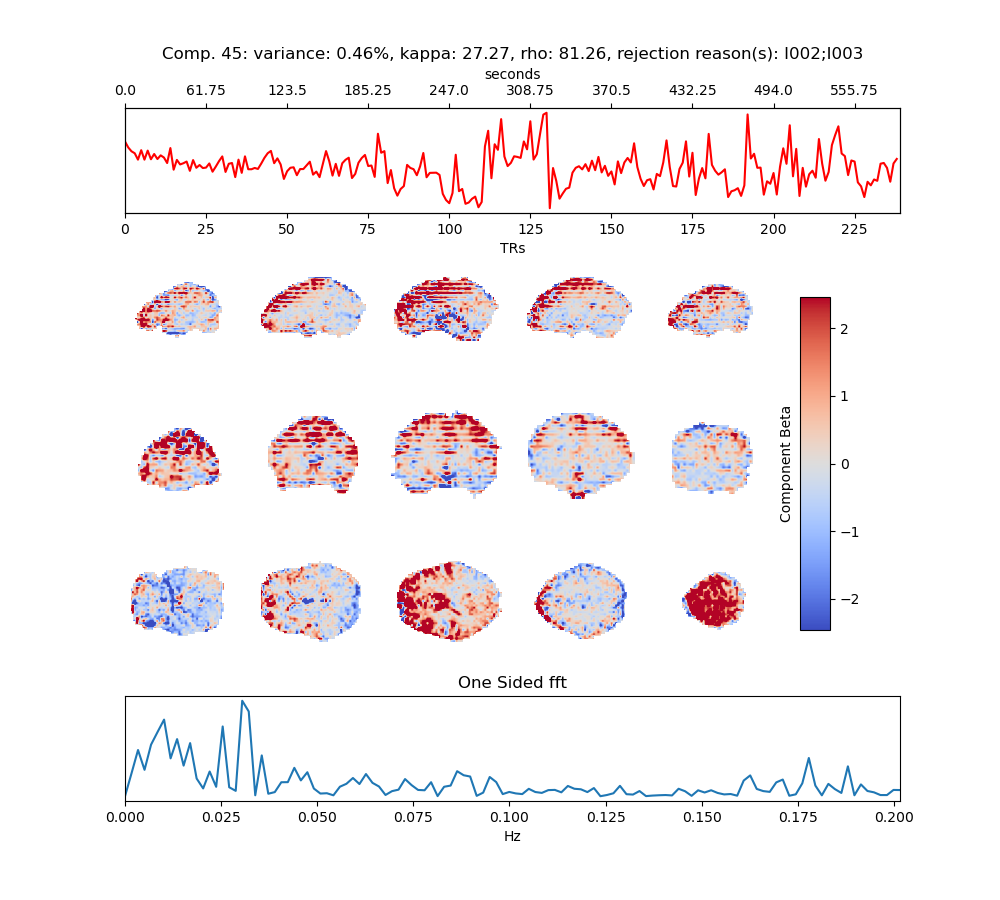 Comp. 45: variance: 0.46%, kappa: 27.27, rho: 81.26, rejection reason(s): I002;I003
seconds
0.0 61.75 123.5 185.25 247.0 308.75 370.5 432.25 494.0 555.75
0 25 50 75 100 125 150 175 200 225
TRs
2
1
0
−1
−2
Component Beta
One Sided fft
0.000 0.025 0.050 0.075 0.100 0.125 0.150 0.175 0.200
Hz